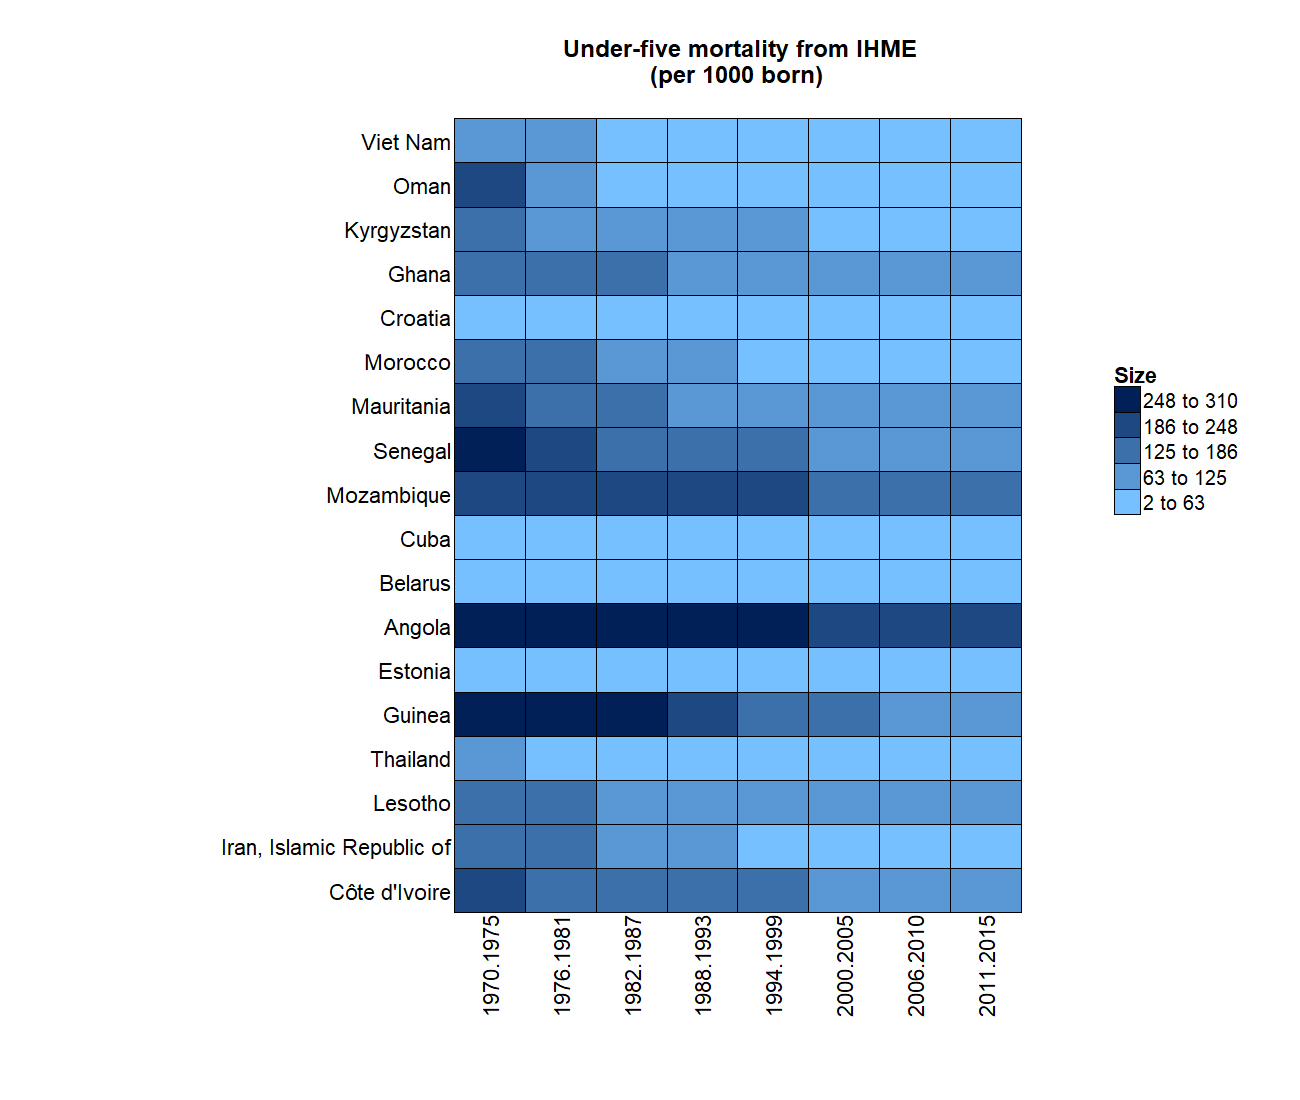 Under-five mortality from IHME
(per 1000 born)
Viet Nam
Oman
Kyrgyzstan
Ghana
Croatia
Morocco
Mauritania
Senegal
Mozambique
Cuba
Belarus
Angola
Estonia
Guinea
Thailand
Lesotho
Iran, Islamic Republic of
Côte d'Ivoire
1970.1975
1976.1981
1982.1987
1988.1993
1994.1999
2000.2005
2006.2010
2011.2015
Size
248 to 310
186 to 248
125 to 186
63 to 125
2 to 63